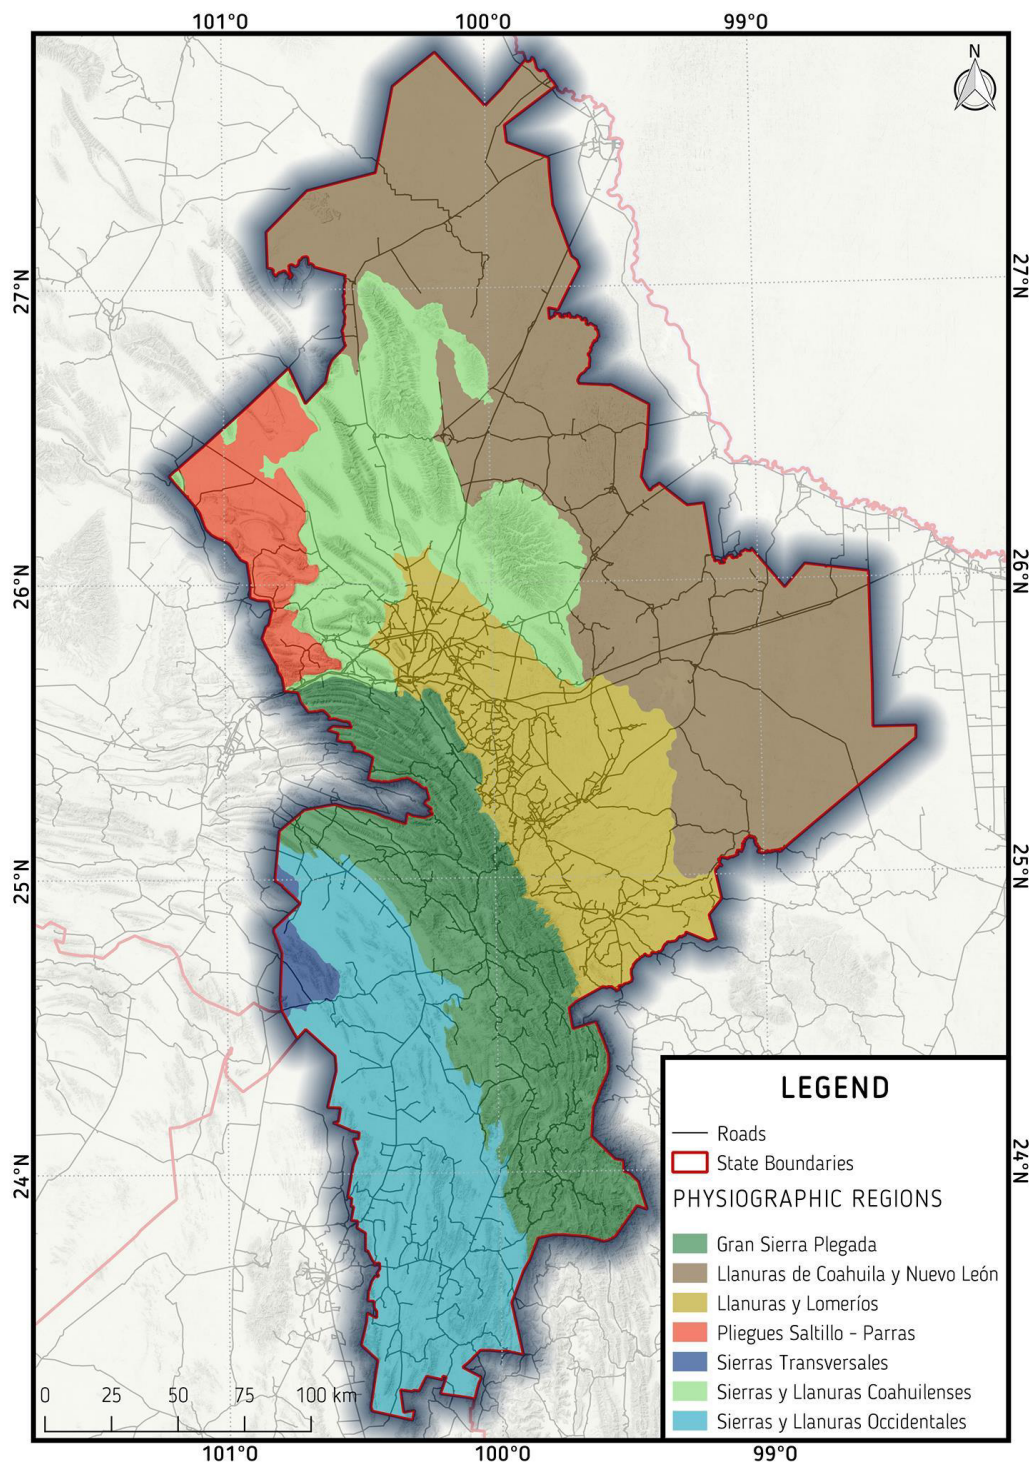 101°0 100°0 99°0
N
27°N 27°N
26°N 26°N
25°N 25°N
24°N 24°N
LEGEND
Roads
State Boundaries
PHYSIOGRAPHIC REGIONS
Gran Sierra Plegada
Llanuras de Coahuila y Nuevo León
Llanuras y Lomeríos
Pliegues Saltillo - Parras
Sierras Transversales
Sierras y Llanuras Coahuilenses
Sierras y Llanuras Occidentales
0 25 50 75 100 km
101°0 100°0 99°0